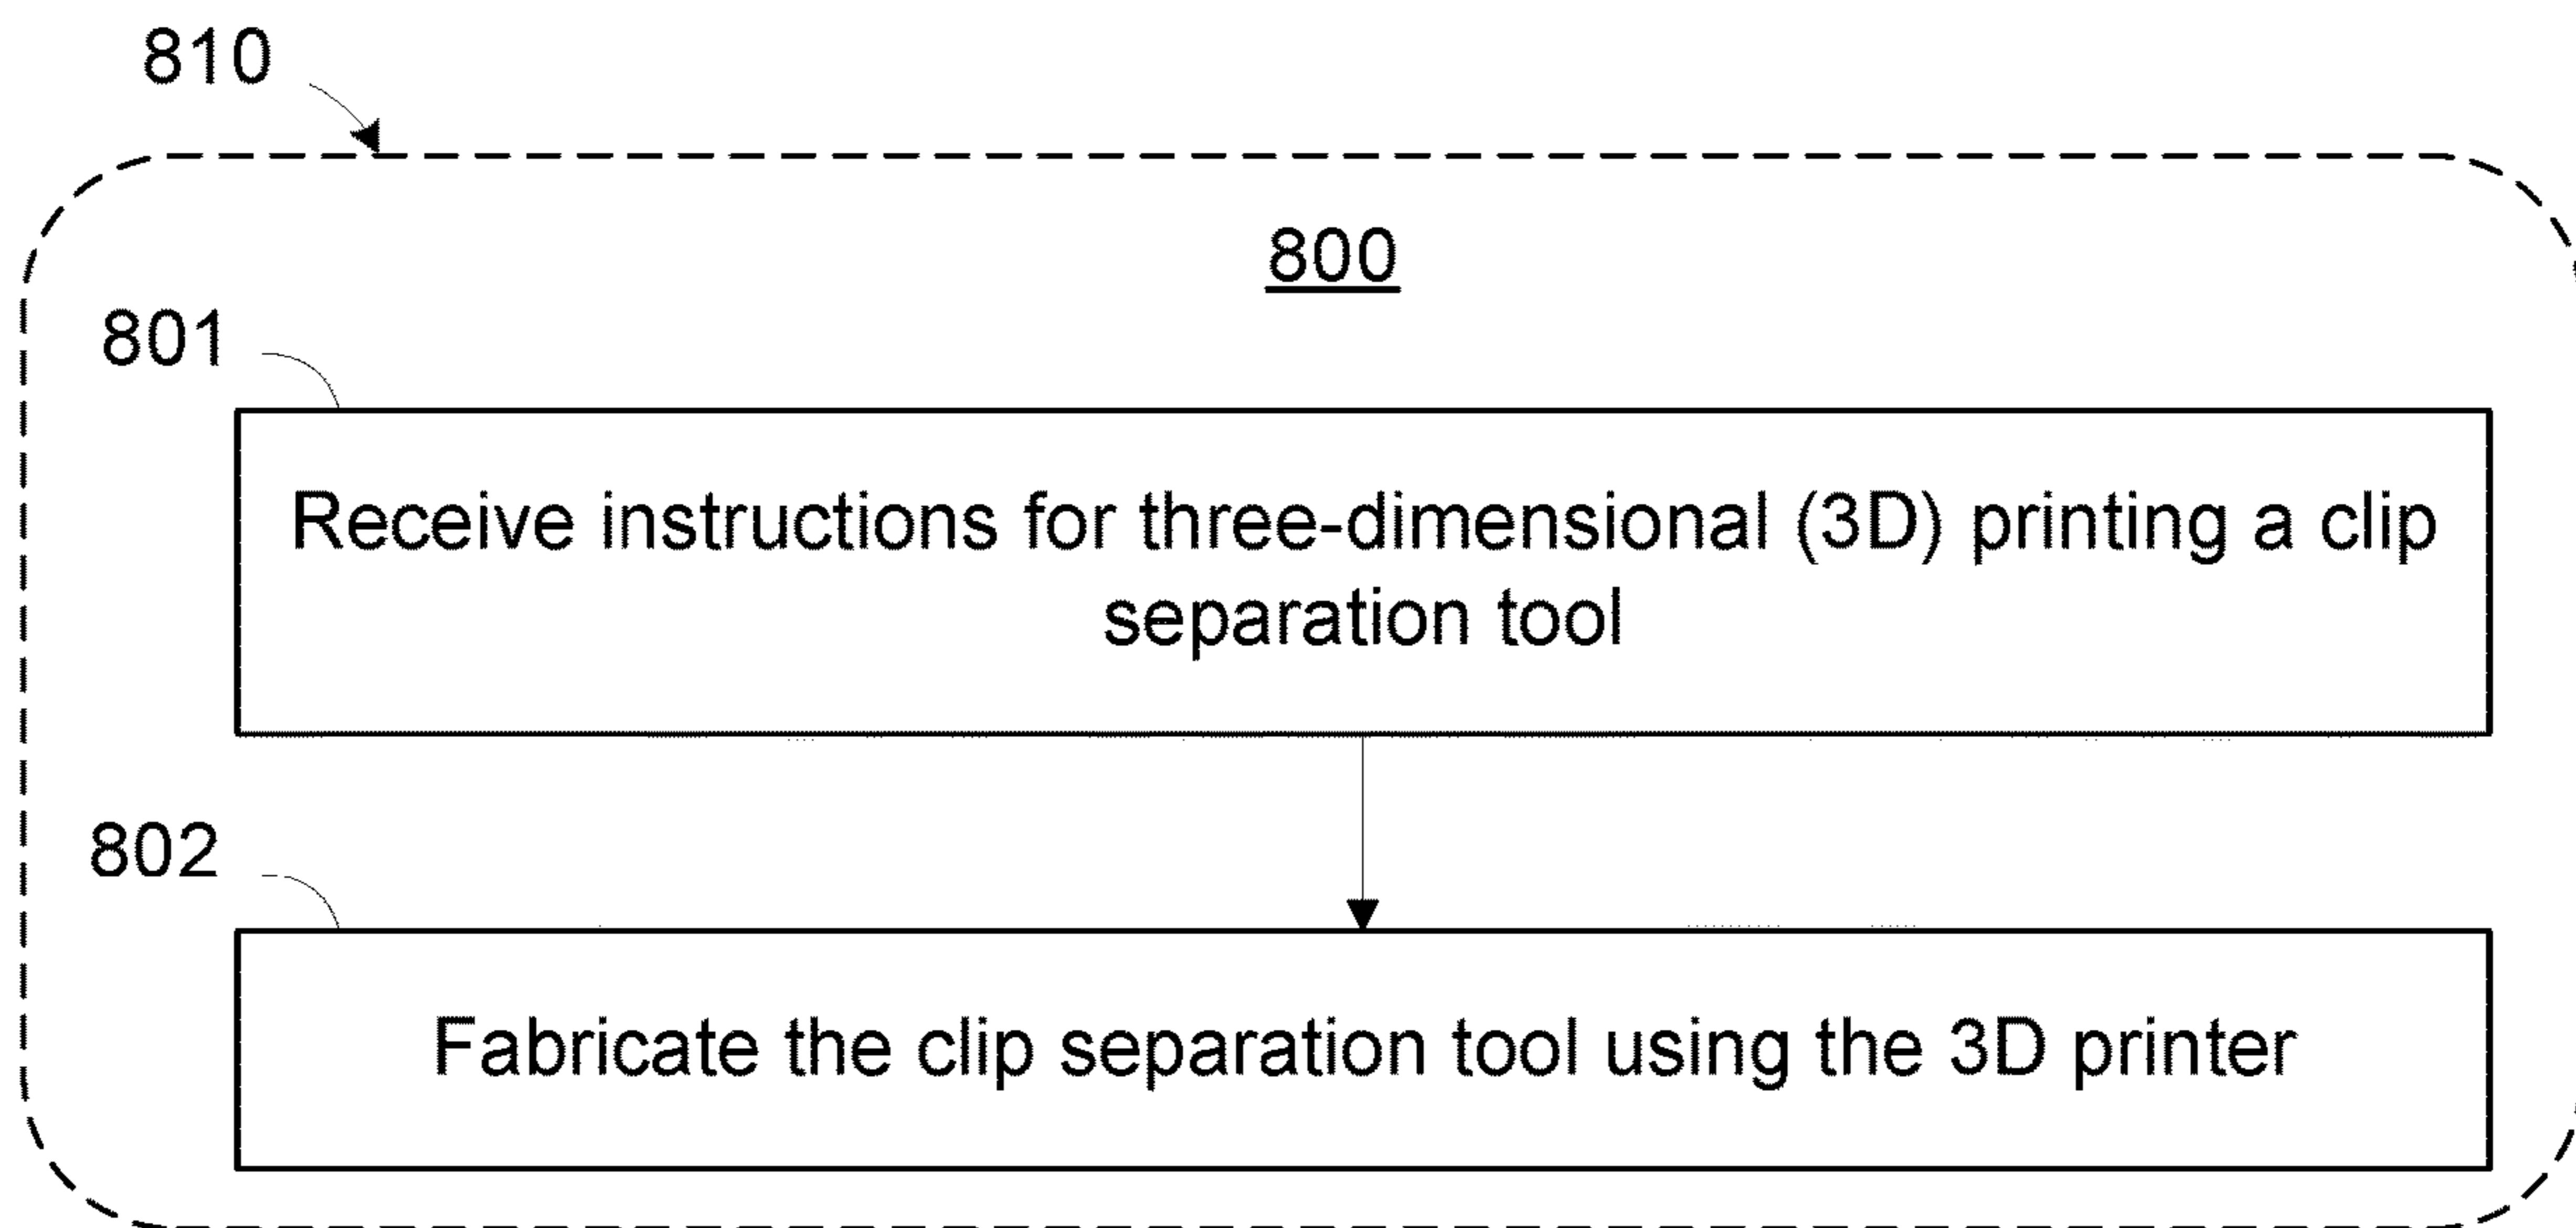 810
800
801
Receive instructions for three-dimensional (3D) printing a clip
separation tool
802
Fabricate the clip separation tool using the 3D printer